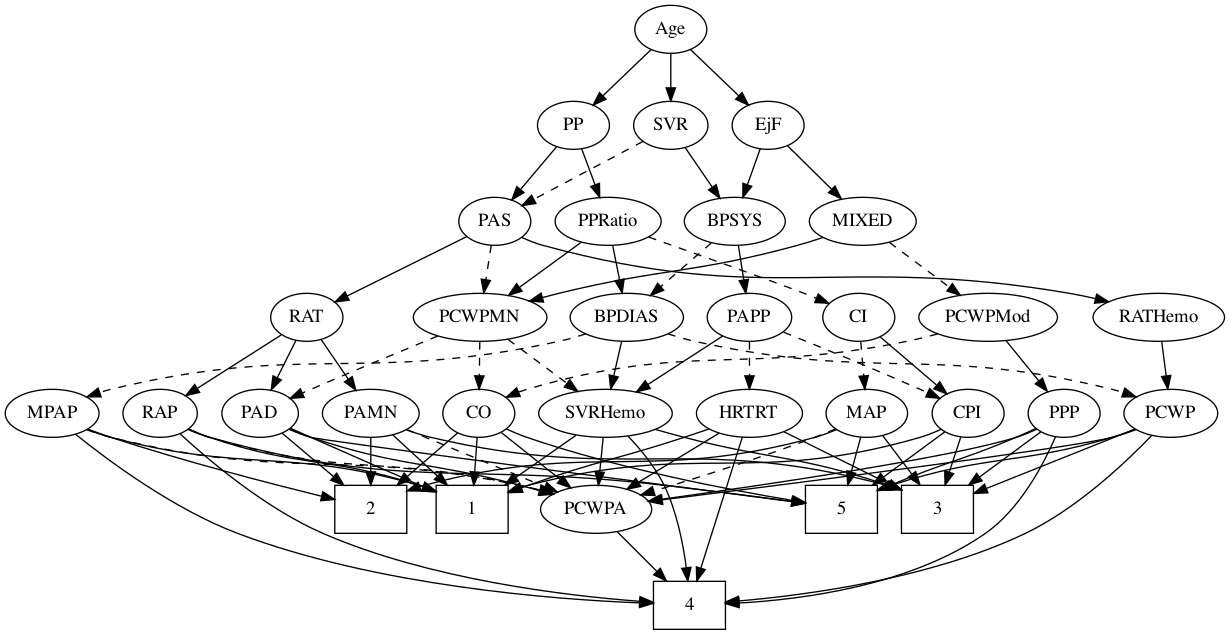 Age
PP SVR EjF
PAS PPRatio BPSYS MIXED
RAT PCWPMN BPDIAS PAPP CI PCWPMod RATHemo
MPAP RAP PAD PAMN CO SVRHemo HRTRT MAP CPI PPP PCWP
2 1 PCWPA 5 3
4